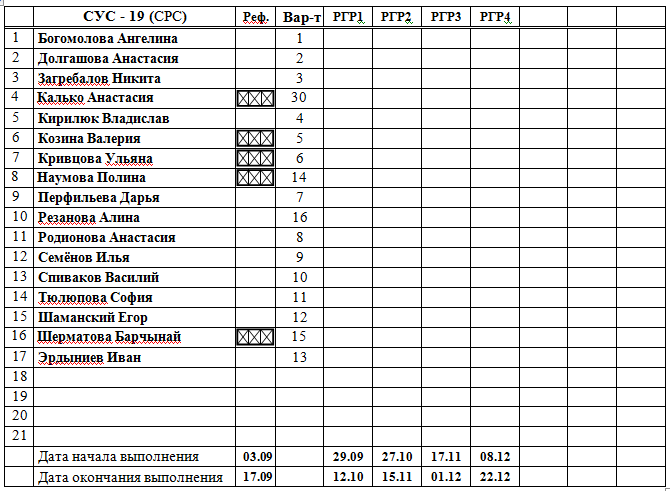 СУС - 19 (СРС) Реф. Вар-т РГР1 РГР2 РГР3 РГР4
1 Богомолова Ангелина 1
2 Долгашова Анастасия 2
3 Загребалов Никита 3
4 Калько Анастасия 30
5 Кирилюк Владислав 4
6 Козина Валерия 5
7 Кривцова Ульяна 6
8 Наумова Полина 14
9 Перфильева Дарья 7
10 Резанова Алина 16
11 Родионова Анастасия 8
12 Семёнов Илья 9
13 Спиваков Василий 10
14 Тюлюпова София 11
15 Шаманский Егор 12
16 Шерматова Барчынай 15
17 Эрдыниев Иван 13
18
19
20
21
Дата начала выполнения 03.09 29.09 27.10 17.11 08.12
Дата окончания выполнения 17.09 12.10 15.11 01.12 22.12